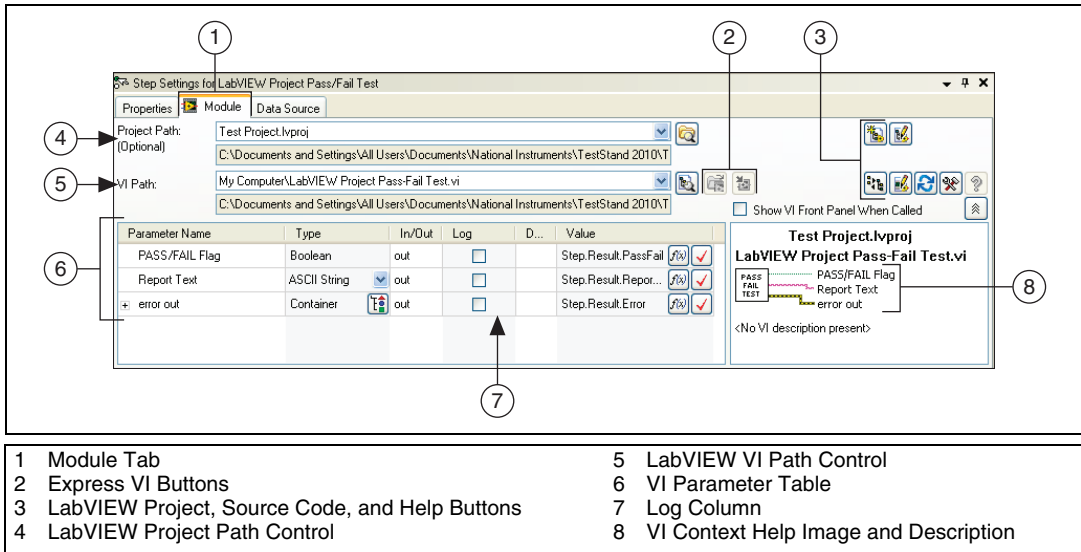 1 2 3
Step Settings for LabVIEW Project Pass/Fail Test
Properties Module Data Source
4 Project Path: Test Project.lvproj
(Optional)
C:\Documents and Settings\All Users\Documents\National Instruments\TestStand 2010\T
5 VI Path: My Computer\LabVIEW Project Pass-Fail Test.vi
C:\Documents and Settings\All Users\Documents\National Instruments\TestStand 2010\T
Show VI Front Panel When Called
Parameter Name Type In/Out Log D... Value
PASS/FAIL Flag Boolean out Step.Result.PassFail f(x)
Report Text ASCII String out Step.Result.Repor... f(x)
error out Container out Step.Result.Error f(x)
6
Test Project.lvproj
LabVIEW Project Pass-Fail Test.vi
PASS
FAIL
TEST
PASS/FAIL Flag
Report Text
error out
8
<No VI description present>
7
1 Module Tab
2 Express VI Buttons
3 LabVIEW Project, Source Code, and Help Buttons
4 LabVIEW Project Path Control
5 LabVIEW VI Path Control
6 VI Parameter Table
7 Log Column
8 VI Context Help Image and Description